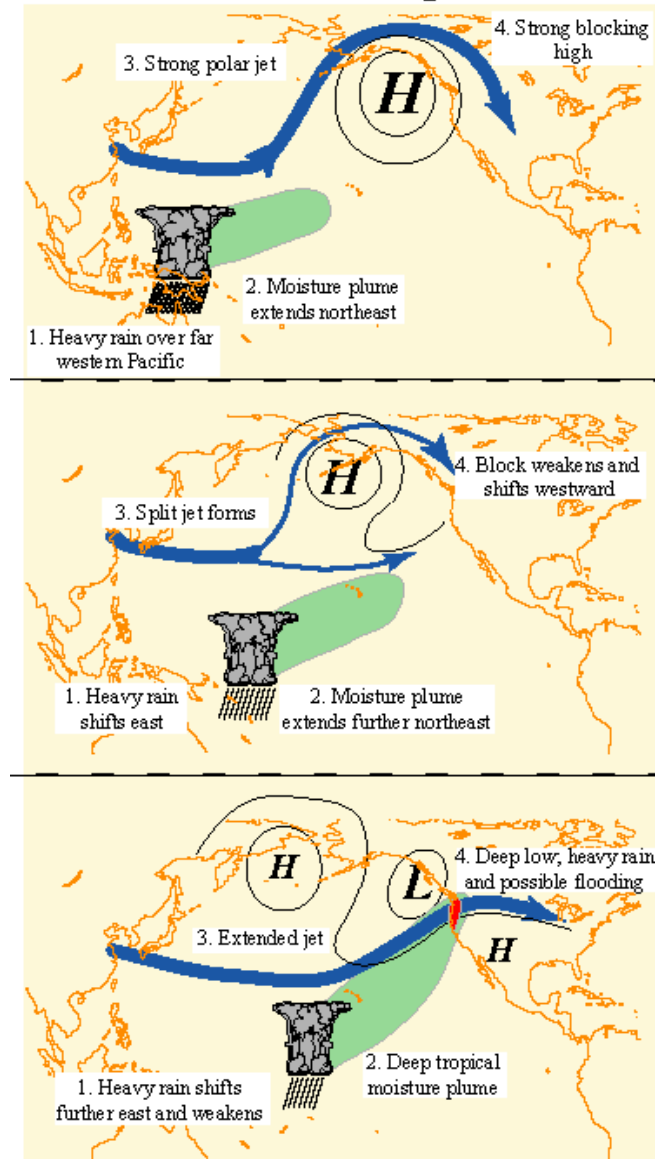 3. Strong polar jet
4. Strong blocking
high
H
2. Moisture plume
extends northeast
1. Heavy rain over far
western Pacific
H
4. Block weakens and
shifts westward
3. Split jet forms
1. Heavy rain
shifts east
2. Moisture plume
extends further northeast
H
L
4. Deep low, heavy rain
and possible flooding
3. Extended jet
H
2. Deep tropical
moisture plume
1. Heavy rain shifts
further east and weakens